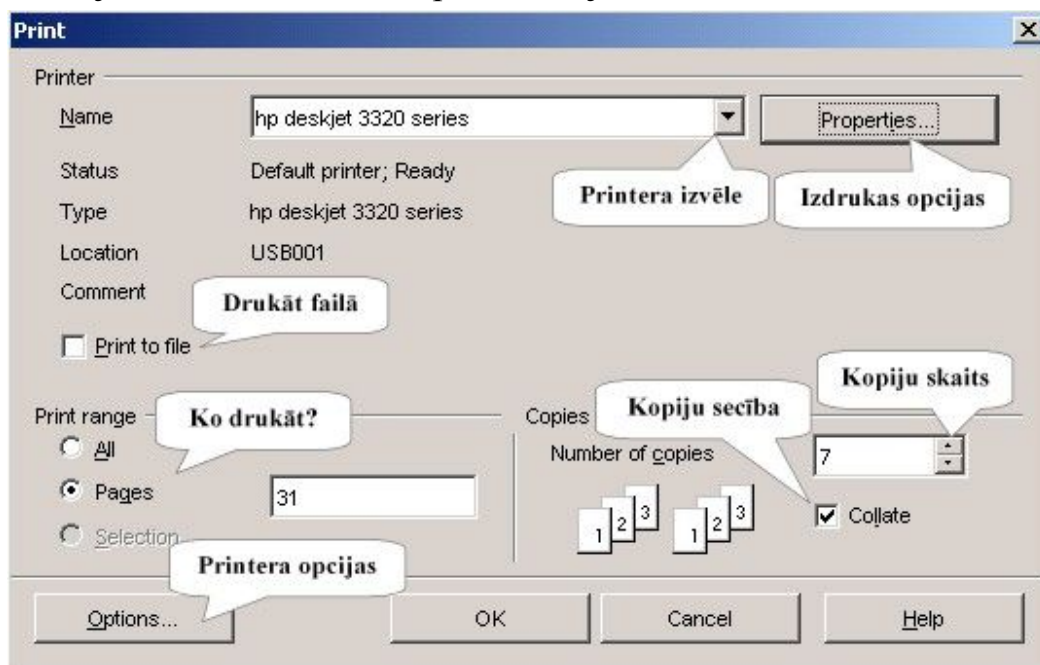 Print
Printer
Name
hp deskjet 3320 series
Properties...
Status
Default printer; Ready
Printera izvēle
Izdrukas opcijas
Type
hp deskjet 3320 series
Location
USB001
Comment
Drukāt failā
Print to file
Kopiju skaits
Print range
Ko drukāt?
Copies
Kopiju secība
All
Number of copies
7
Pages
31
1 2 3
1 2 3
Collate
Selection
Printera opcijas
Options...
OK
Cancel
Help